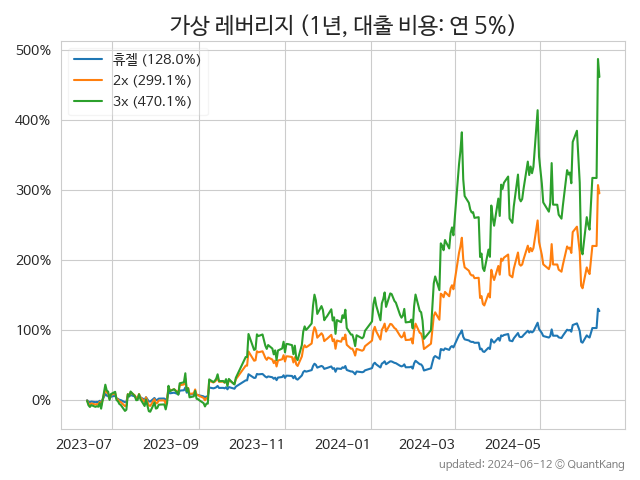 가상 레버리지 (1년, 대출 비용: 연 5%)
휴젤 (128.0%)
2x (299.1%)
3x (470.1%)
500%
400%
300%
200%
100%
0%
2023-07 2023-09 2023-11 2024-01 2024-03 2024-05
updated: 2024-06-12 © QuantKang